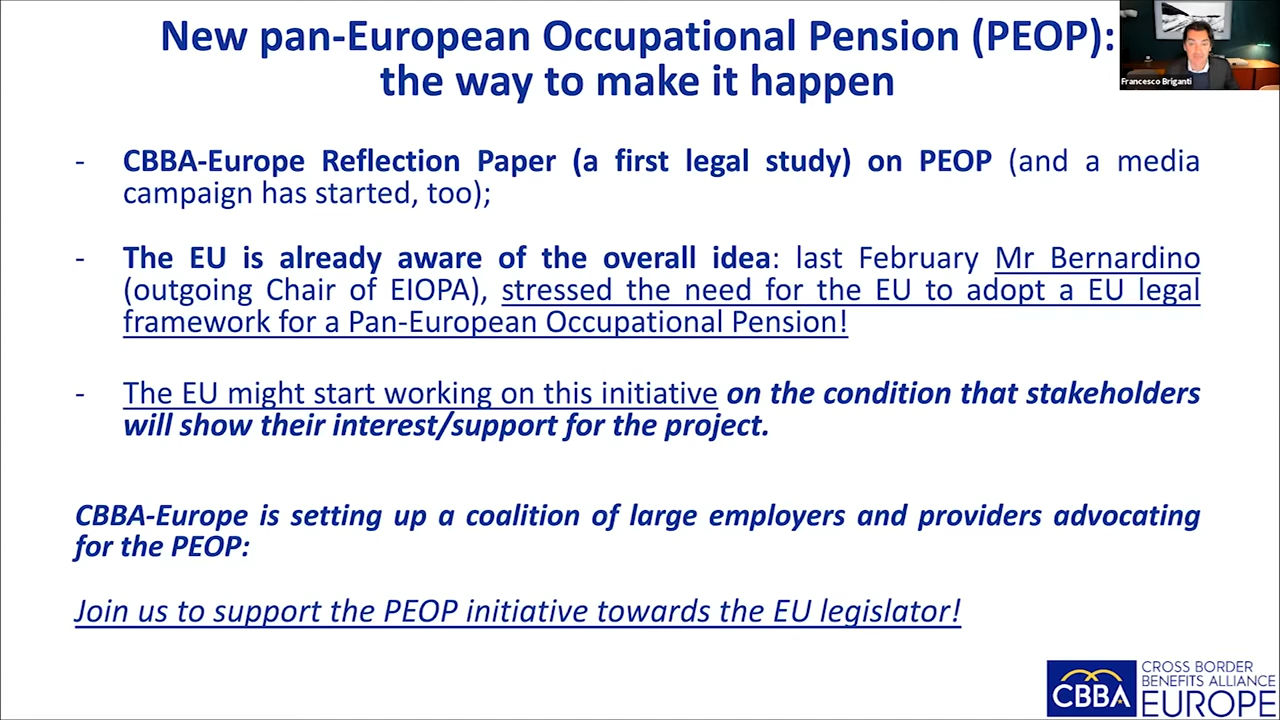 New pan-European Occupational Pension (PEOP):
the way to make it happen
Francesco Briganti
- CBBA-Europe Reflection Paper (a first legal study) on PEOP (and a media
campaign has started, too);
- The EU is already aware of the overall idea: last February Mr Bernardino
(outgoing Chair of EIOPA), stressed the need for the EU to adopt a EU legal
framework for a Pan-European Occupational Pension!
- The EU might start working on this initiative on the condition that stakeholders
will show their interest/support for the project.
CBBA-Europe is setting up a coalition of large employers and providers advocating
for the PEOP:
Join us to support the PEOP initiative towards the EU legislator!
CBBA
CROSS BORDER
BENEFITS ALLIANCE
EUROPE